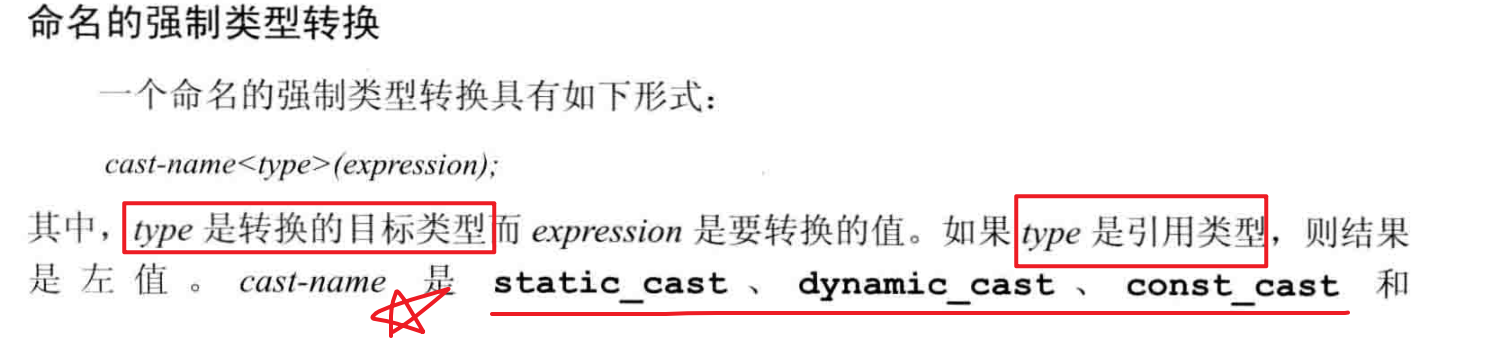 命名的强制类型转换
一个命名的强制类型转换具有如下形式：
cast-name<type>(expression);
其中，type 是转换的目标类型而 expression 是要转换的值。如果 type 是引用类型，则结果
是左值。cast-name 是 static_cast、dynamic_cast、const_cast 和